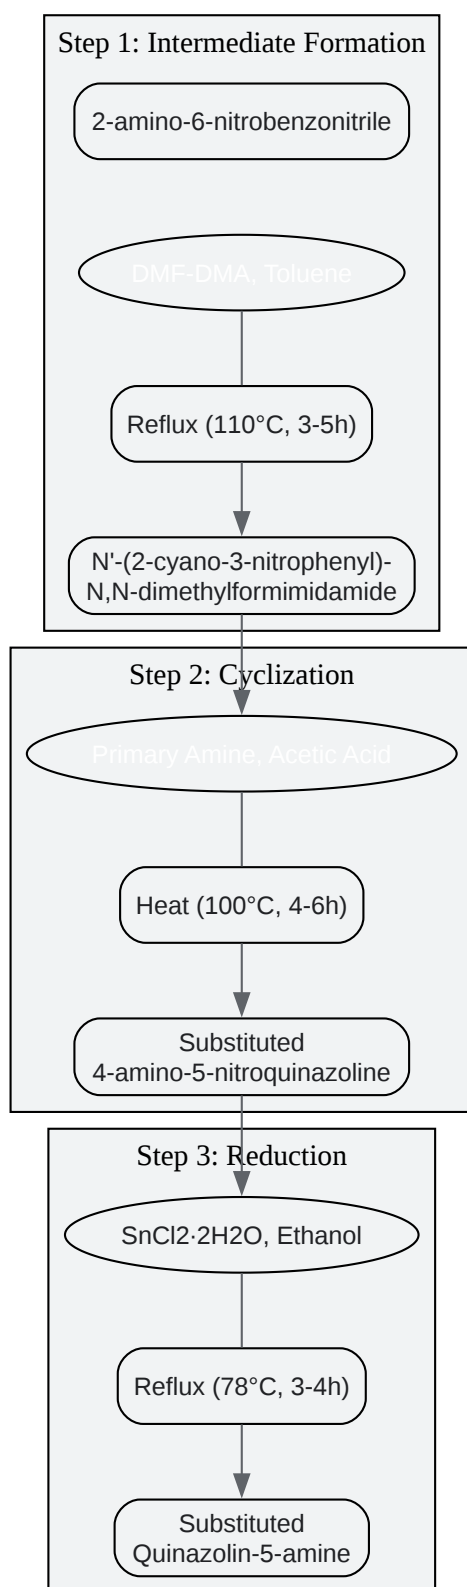 Step 1: Intermediate Formation
2-amino-6-nitrobenzonitrile
DMF-DMA, Toluene
Reflux (110°C, 3-5h)
N'-(2-cyano-3-nitrophenyl)-
N,N-dimethylformimidamide
Step 2: Cyclization
Primary Amine, Acetic Acid
Heat (100°C, 4-6h)
Substituted
4-amino-5-nitroquinazoline
Step 3: Reduction
SnCl2·2H2O, Ethanol
Reflux (78°C, 3-4h)
Substituted
Quinazolin-5-amine